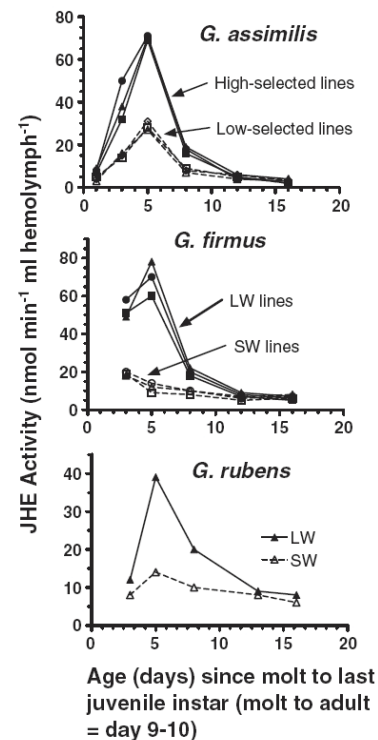 JHE Activity (nmol min⁻¹ ml hemolymph⁻¹)
G. assimilis
80
60
40
20
0
High-selected lines
Low-selected lines
0 5 10 15 20
G. firmus
80
60
40
20
0
LW lines
SW lines
0 5 10 15 20
G. rubens
40
30
20
10
0
LW
SW
0 5 10 15 20
Age (days) since molt to last
juvenile instar (molt to adult
= day 9-10)